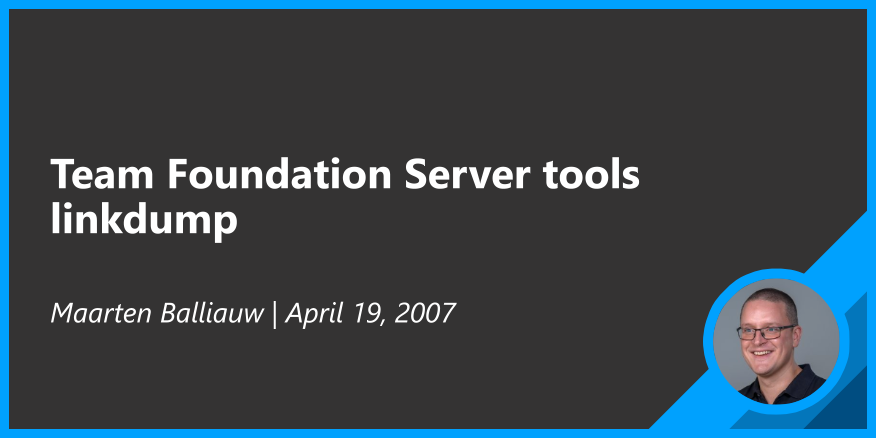 Team Foundation Server tools
linkdump
Maarten Balliauw | April 19, 2007